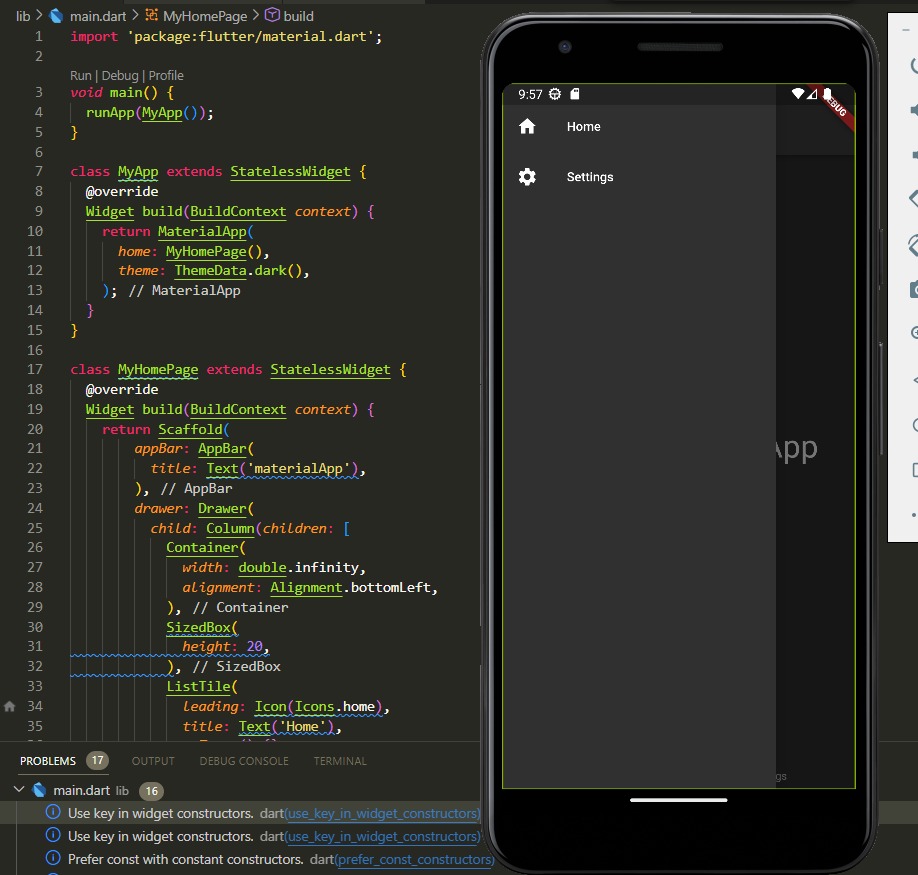 lib > main.dart > MyHomePage > build
1 import 'package:flutter/material.dart';
2
Run | Debug | Profile
3 void main() {
4 runApp(MyApp());
5 }
6
7 class MyApp extends StatelessWidget {
8 @override
9 Widget build(BuildContext context) {
10 return MaterialApp(
11 home: MyHomePage(),
12 theme: ThemeData.dark(),
13 ); // MaterialApp
14 }
15 }
16
17 class MyHomePage extends StatelessWidget {
18 @override
19 Widget build(BuildContext context) {
20 return Scaffold(
21 appBar: AppBar(
22 title: Text('materialApp'),
23 ), // AppBar
24 drawer: Drawer(
25 child: Column(children: [
26 Container(
27 width: double.infinity,
28 alignment: Alignment.bottomLeft,
29 ), // Container
30 SizedBox(
31 height: 20,
32 ), // SizedBox
33 ListTile(
34 leading: Icon(Icons.home),
35 title: Text('Home'),
PROBLEMS 17 OUTPUT DEBUG CONSOLE TERMINAL
main.dart lib 16
Use key in widget constructors. dart(use_key_in_widget_constructors)
Use key in widget constructors. dart(use_key_in_widget_constructors)
Prefer const with constant constructors. dart(prefer_const_constructors)
9:57
DEBUG
Home
Settings
App
gs